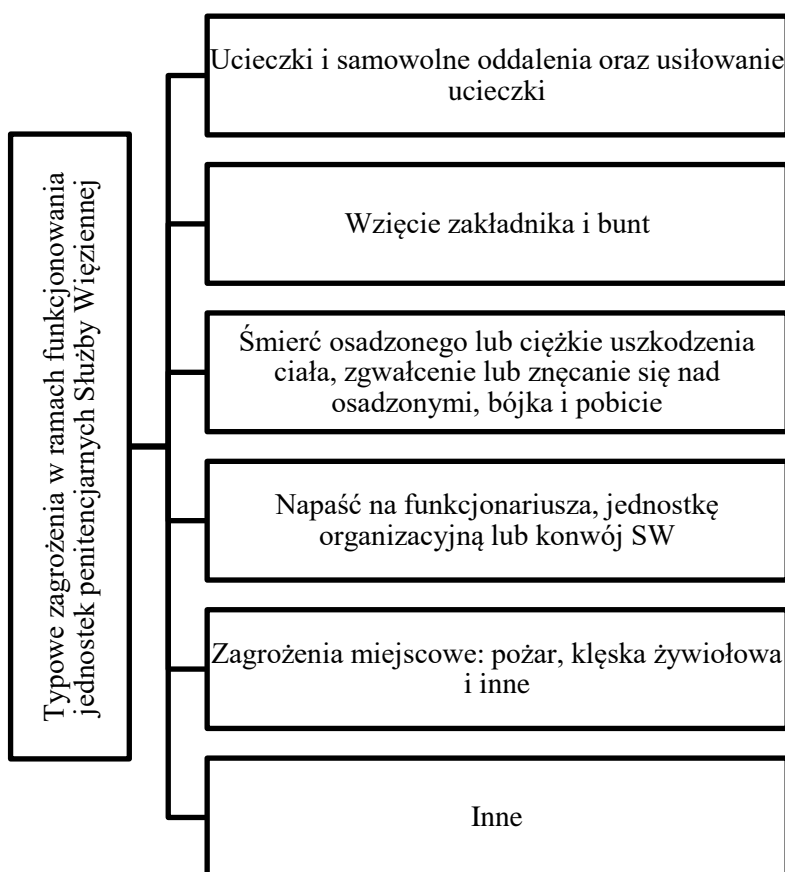 Typowe zagrożenia w ramach funkcjonowania
jednostek penitencjarnych Służby Więziennej
Ucieczki i samowolne oddalenia oraz usiłowanie
ucieczki
Wzięcie zakładnika i bunt
Śmierć osadzonego lub ciężkie uszkodzenia
ciała, zgwałcenie lub znęcanie się nad
osadzonymi, bójka i pobicie
Napaść na funkcjonariusza, jednostkę
organizacyjną lub konwój SW
Zagrożenia miejscowe: pożar, klęska żywiołowa
i inne
Inne